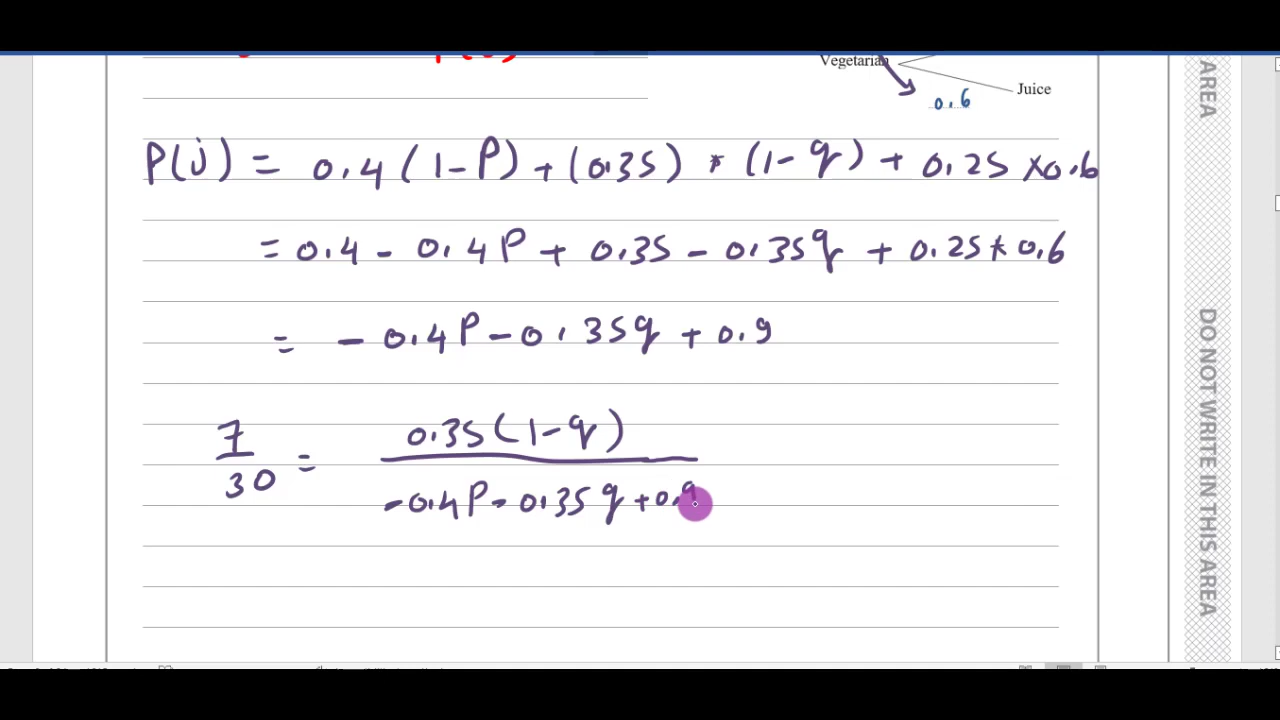 Vegetarian
Juice
0.6
P(J) = 0.4 (1-P) + (0.35) * (1-q) + 0.25 × 0.6
= 0.4 - 0.4P + 0.35 - 0.35q + 0.25 * 0.6
= -0.4P - 0.35q + 0.9
7/30 = 0.35(1-q) / -0.4P - 0.35q + 0.9
AREA
DO NOT WRITE IN THIS AREA